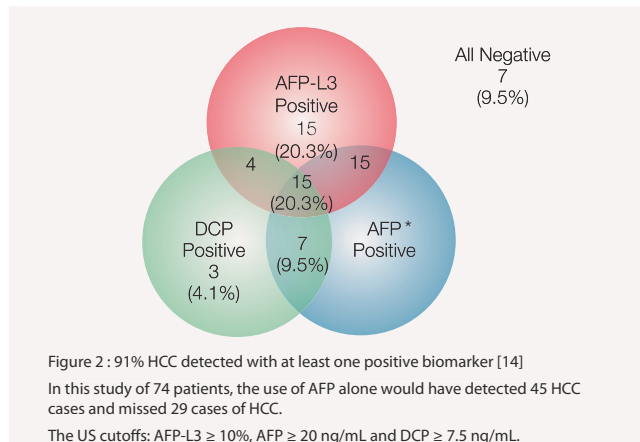 AFP-L3
Positive
15
(20.3%)
All Negative
7
(9.5%)
4
15
15
(20.3%)
DCP
Positive
3
(4.1%)
7
(9.5%)
AFP *
Positive
Figure 2 : 91% HCC detected with at least one positive biomarker [14]
In this study of 74 patients, the use of AFP alone would have detected 45 HCC
cases and missed 29 cases of HCC.
The US cutoffs: AFP-L3 ≥ 10%, AFP ≥ 20 ng/mL and DCP ≥ 7.5 ng/mL.